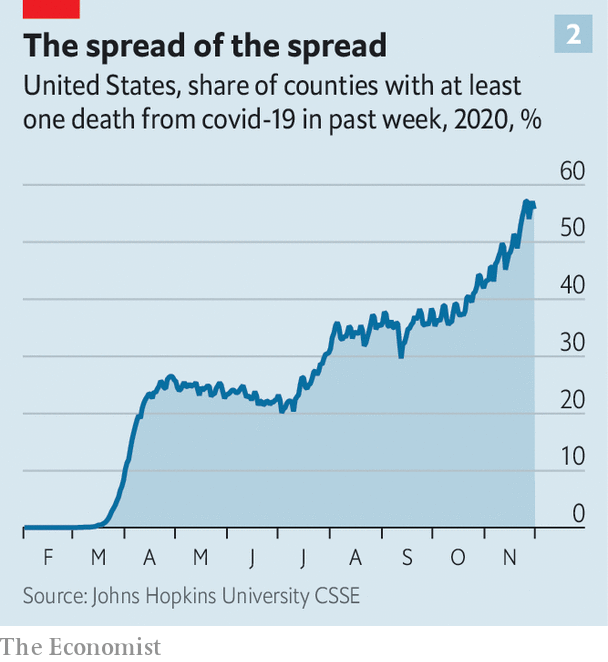 The spread of the spread
2
United States, share of counties with at least
one death from covid-19 in past week, 2020, %
60
50
40
30
20
10
0
F M A M J J A S O N
Source: Johns Hopkins University CSSE
The Economist